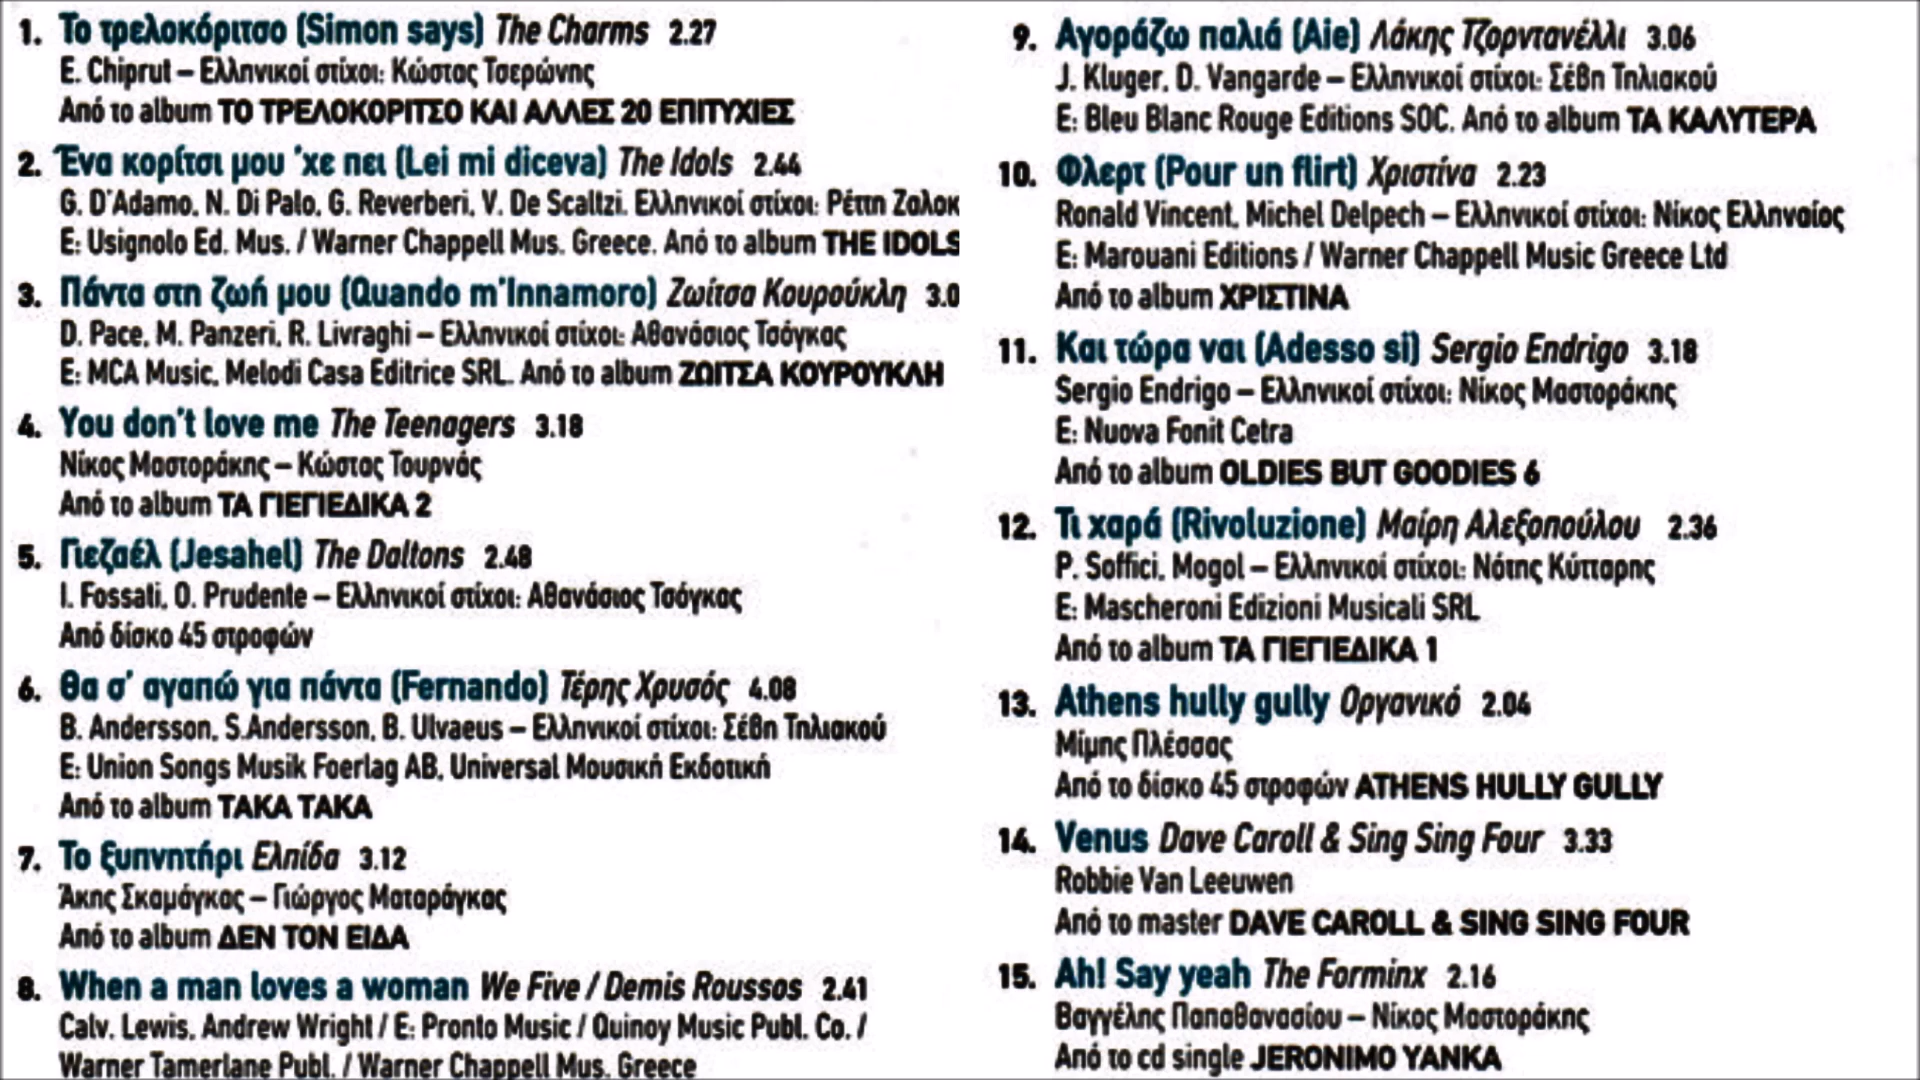 1. Το τρελοκόριτσο (Simon says) The Charms 2.27
E. Chiprut – Ελληνικοί στίχοι: Κώστας Τσερώνης
Από το album ΤΟ ΤΡΕΛΟΚΟΡΙΤΣΟ ΚΑΙ ΑΛΛΕΣ 20 ΕΠΙΤΥΧΙΕΣ
2. Ένα κορίτσι μου 'χε πει (Lei mi diceva) The Idols 2.44
G. D'Adamo, N. Di Palo, G. Reverberi, V. De Scaltzi. Ελληνικοί στίχοι: Ρέττη Ζαλοκ
E: Usignolo Ed. Mus. / Warner Chappell Mus. Greece. Από το album THE IDOLS
3. Πάντα στη ζωή μου (Quando m'Innamoro) Ζωίτσα Κουρούκλη 3.0
D. Pace, M. Panzeri, R. Livraghi – Ελληνικοί στίχοι: Αθανάσιος Τσόγκας
E: MCA Music, Melodi Casa Editrice SRL. Από το album ΖΩΙΤΣΑ ΚΟΥΡΟΥΚΛΗ
4. You don't love me The Teenagers 3.18
Νίκος Μαστοράκης – Κώστας Τουρνάς
Από το album ΤΑ ΓΙΕΓΙΕΔΙΚΑ 2
5. Γιεζαέλ (Jesahel) The Daltons 2.48
I. Fossati, O. Prudente – Ελληνικοί στίχοι: Αθανάσιος Τσόγκας
Από δίσκο 45 στροφών
6. Θα σ' αγαπώ για πάντα (Fernando) Τέρης Χρυσός 4.08
B. Andersson, S.Andersson, B. Ulvaeus – Ελληνικοί στίχοι: Σέβη Τηλιακού
E: Union Songs Musik Foerlag AB, Universal Μουσική Εκδοτική
Από το album TAKA TAKA
7. Το ξυπνητήρι Ελπίδα 3.12
Άκης Σκαμάγκας – Γιώργος Ματαράγκας
Από το album ΔΕΝ ΤΟΝ ΕΙΔΑ
8. When a man loves a woman We Five / Demis Roussos 2.41
Calv. Lewis, Andrew Wright / E: Pronto Music / Quinoy Music Publ. Co. /
Warner Tamerlane Publ. / Warner Chappell Mus. Greece
9. Αγοράζω παλιά (Aie) Λάκης Τζορντανέλλι 3.06
J. Kluger, D. Vangarde – Ελληνικοί στίχοι: Σέβη Τηλιακού
E: Bleu Blanc Rouge Editions SOC. Από το album ΤΑ ΚΑΛΥΤΕΡΑ
10. Φλερτ (Pour un flirt) Χριστίνα 2.23
Ronald Vincent, Michel Delpech – Ελληνικοί στίχοι: Νίκος Ελληναίος
E: Marouani Editions / Warner Chappell Music Greece Ltd
Από το album ΧΡΙΣΤΙΝΑ
11. Και τώρα ναι (Adesso si) Sergio Endrigo 3.18
Sergio Endrigo – Ελληνικοί στίχοι: Νίκος Μαστοράκης
E: Nuova Fonit Cetra
Από το album OLDIES BUT GOODIES 6
12. Τι χαρά (Rivoluzione) Μαίρη Αλεξοπούλου 2.36
P. Soffici, Mogol – Ελληνικοί στίχοι: Νότης Κύτταρης
E: Mascheroni Edizioni Musicali SRL
Από το album ΤΑ ΓΙΕΓΙΕΔΙΚΑ 1
13. Athens hully gully Οργανικό 2.04
Μίμης Πλέσσας
Από το δίσκο 45 στροφών ATHENS HULLY GULLY
14. Venus Dave Caroll & Sing Sing Four 3.33
Robbie Van Leeuwen
Από το master DAVE CAROLL & SING SING FOUR
15. Ah! Say yeah The Forminx 2.16
Βαγγέλης Παπαθανασίου – Νίκος Μαστοράκης
Από το cd single JERONIMO YANKA